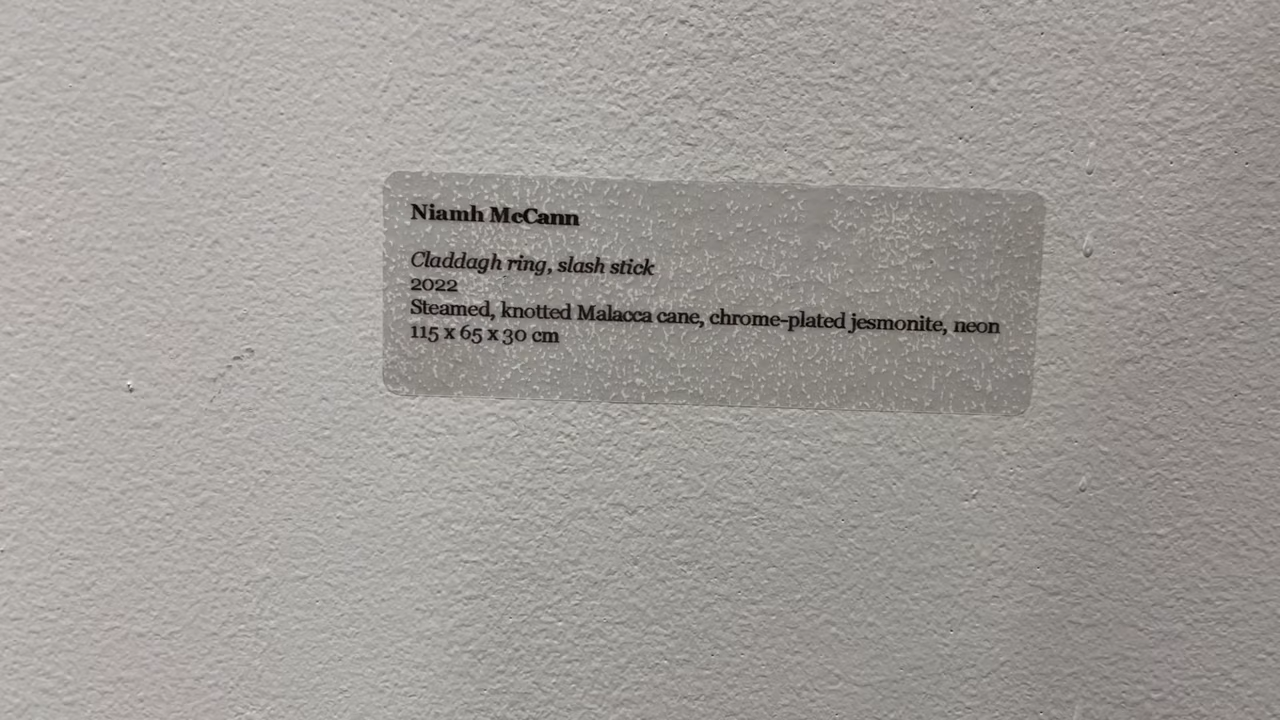 Niamh McCann
Claddagh ring, slash stick
2022
Steamed, knotted Malacca cane, chrome-plated jesmonite, neon
115 x 65 x 30 cm